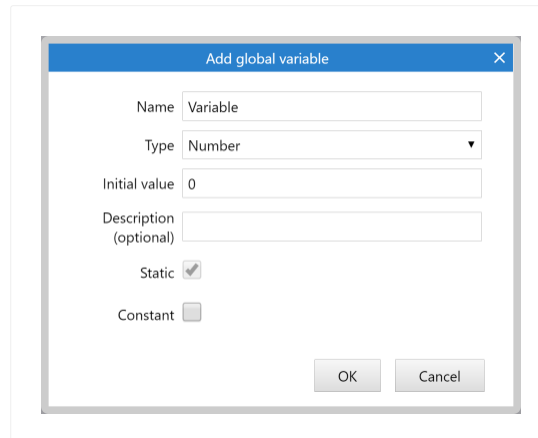 Add global variable
Name Variable
Type Number
Initial value 0
Description
(optional)
Static
Constant
OK Cancel